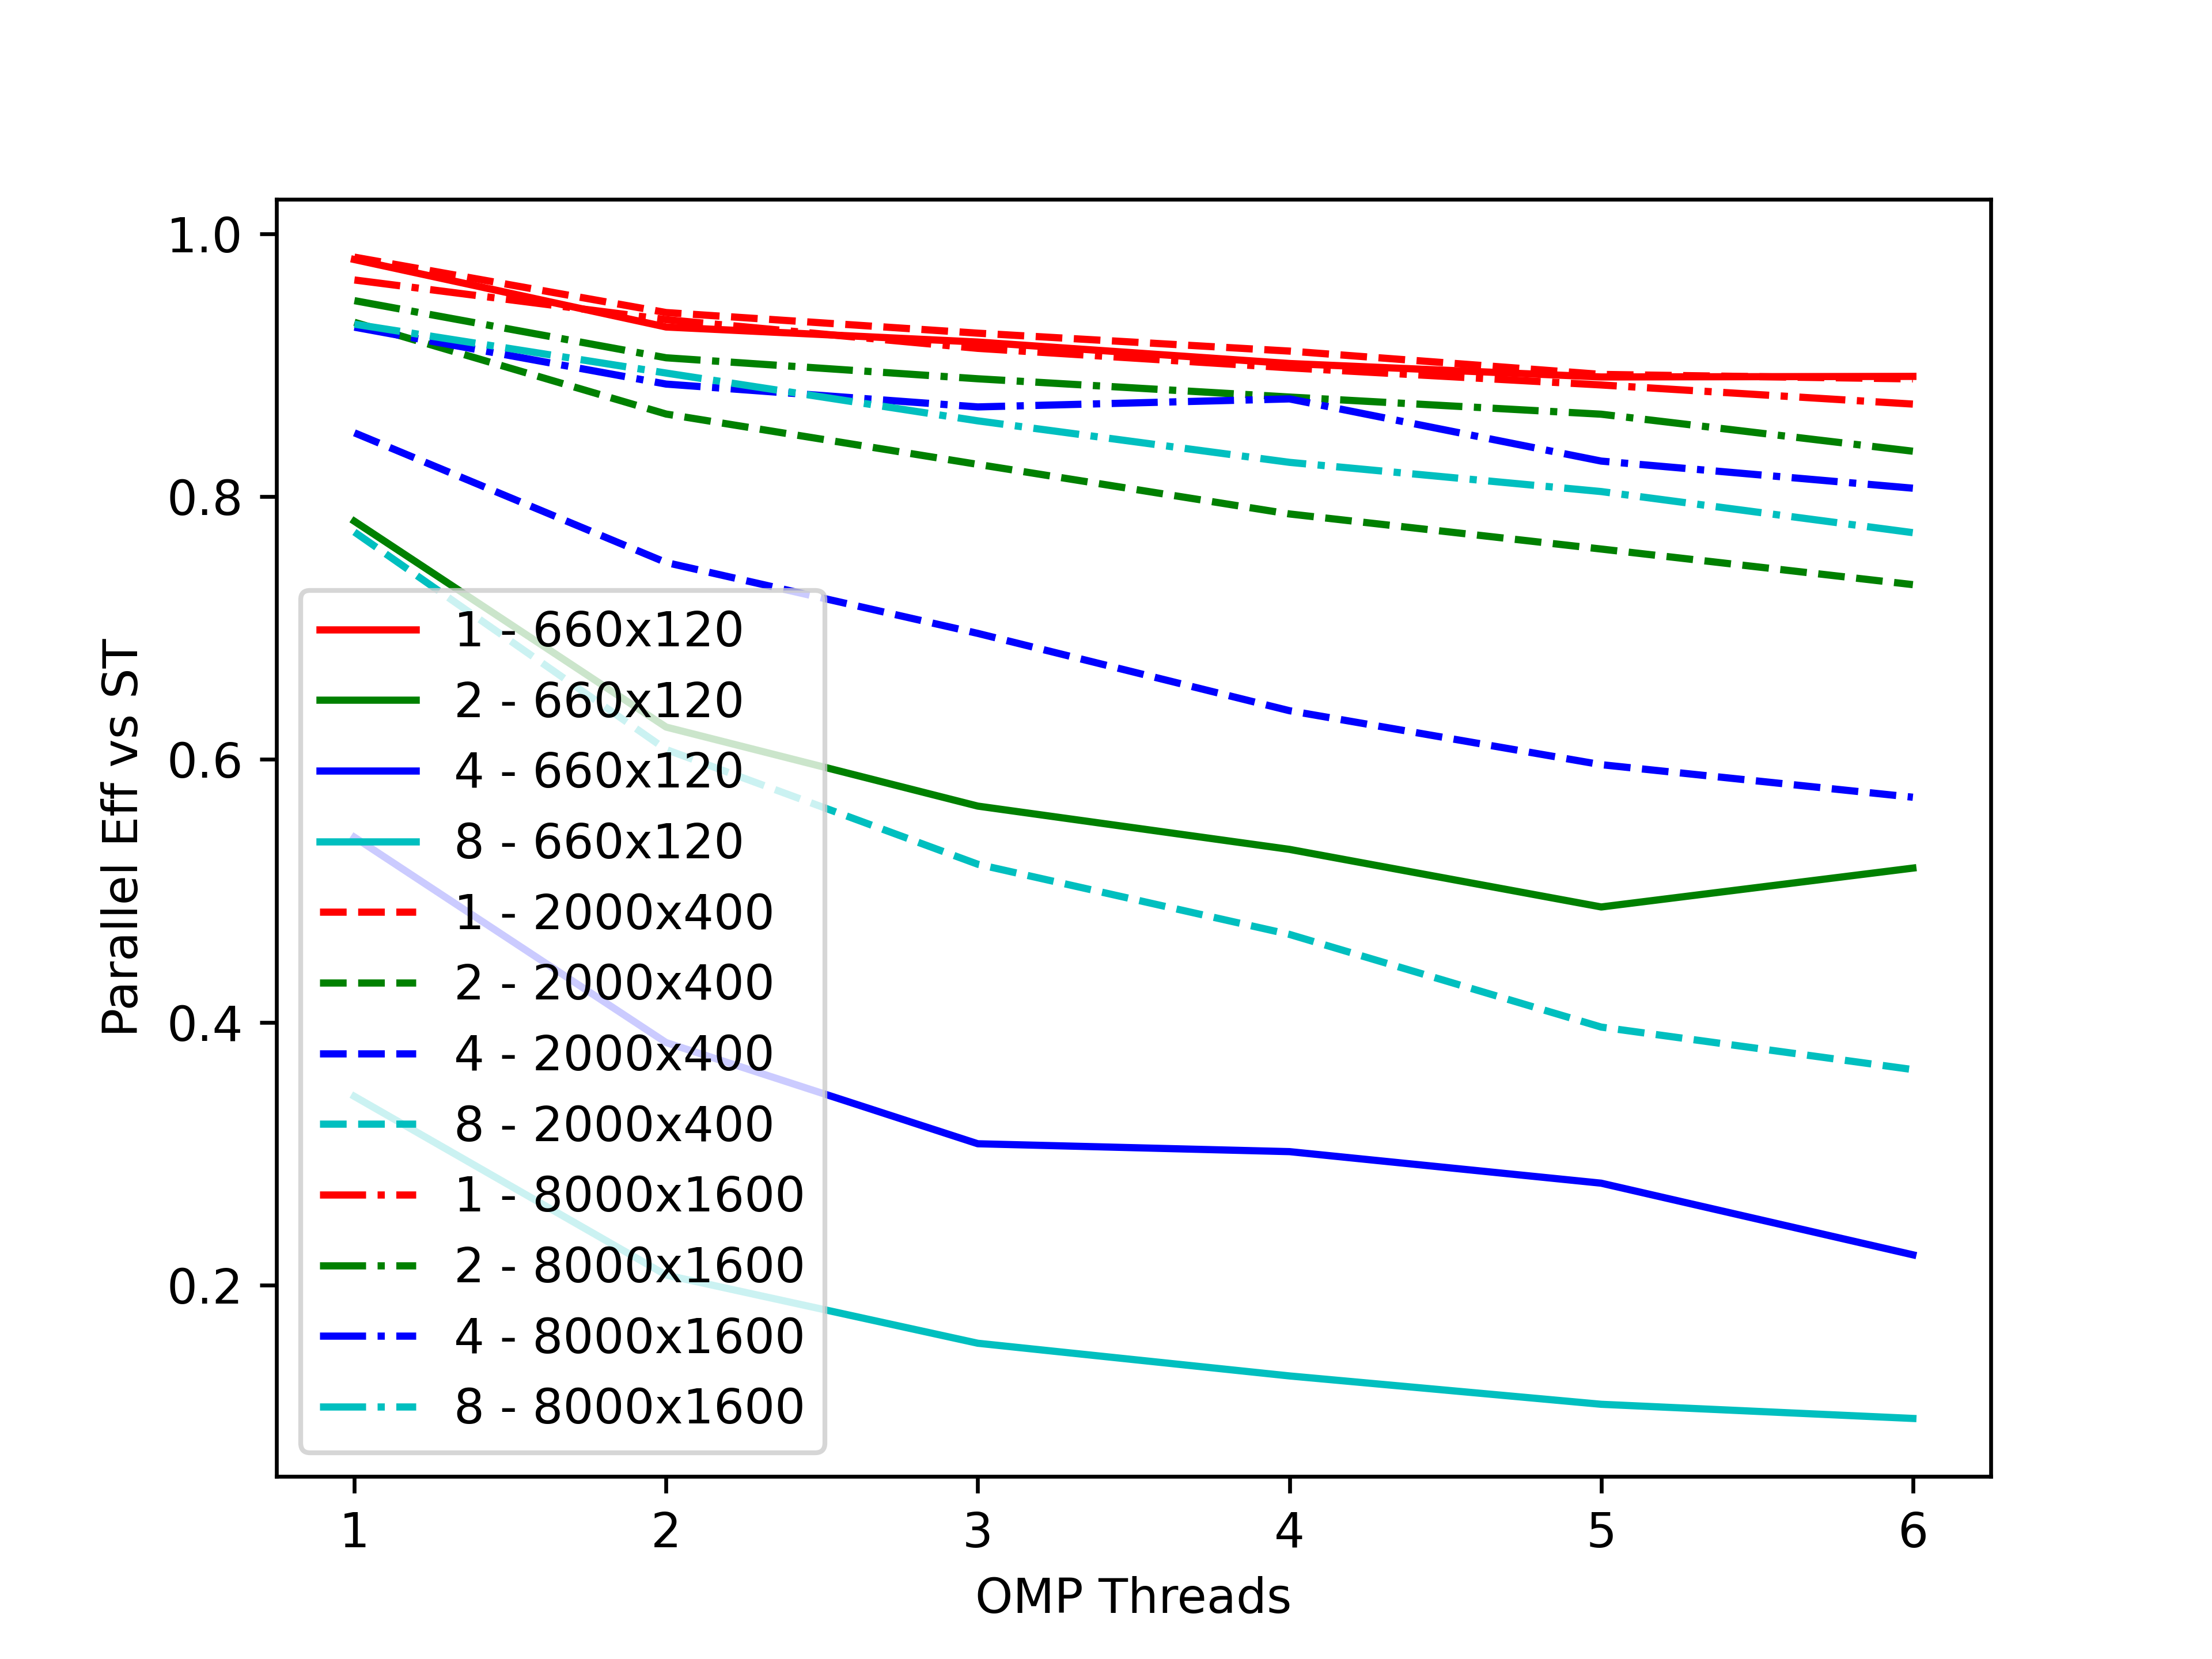 1.0
0.8
0.6
0.4
0.2
Parallel Eff vs ST
1 - 660x120
2 - 660x120
4 - 660x120
8 - 660x120
1 - 2000x400
2 - 2000x400
4 - 2000x400
8 - 2000x400
1 - 8000x1600
2 - 8000x1600
4 - 8000x1600
8 - 8000x1600
1 2 3 4 5 6
OMP Threads